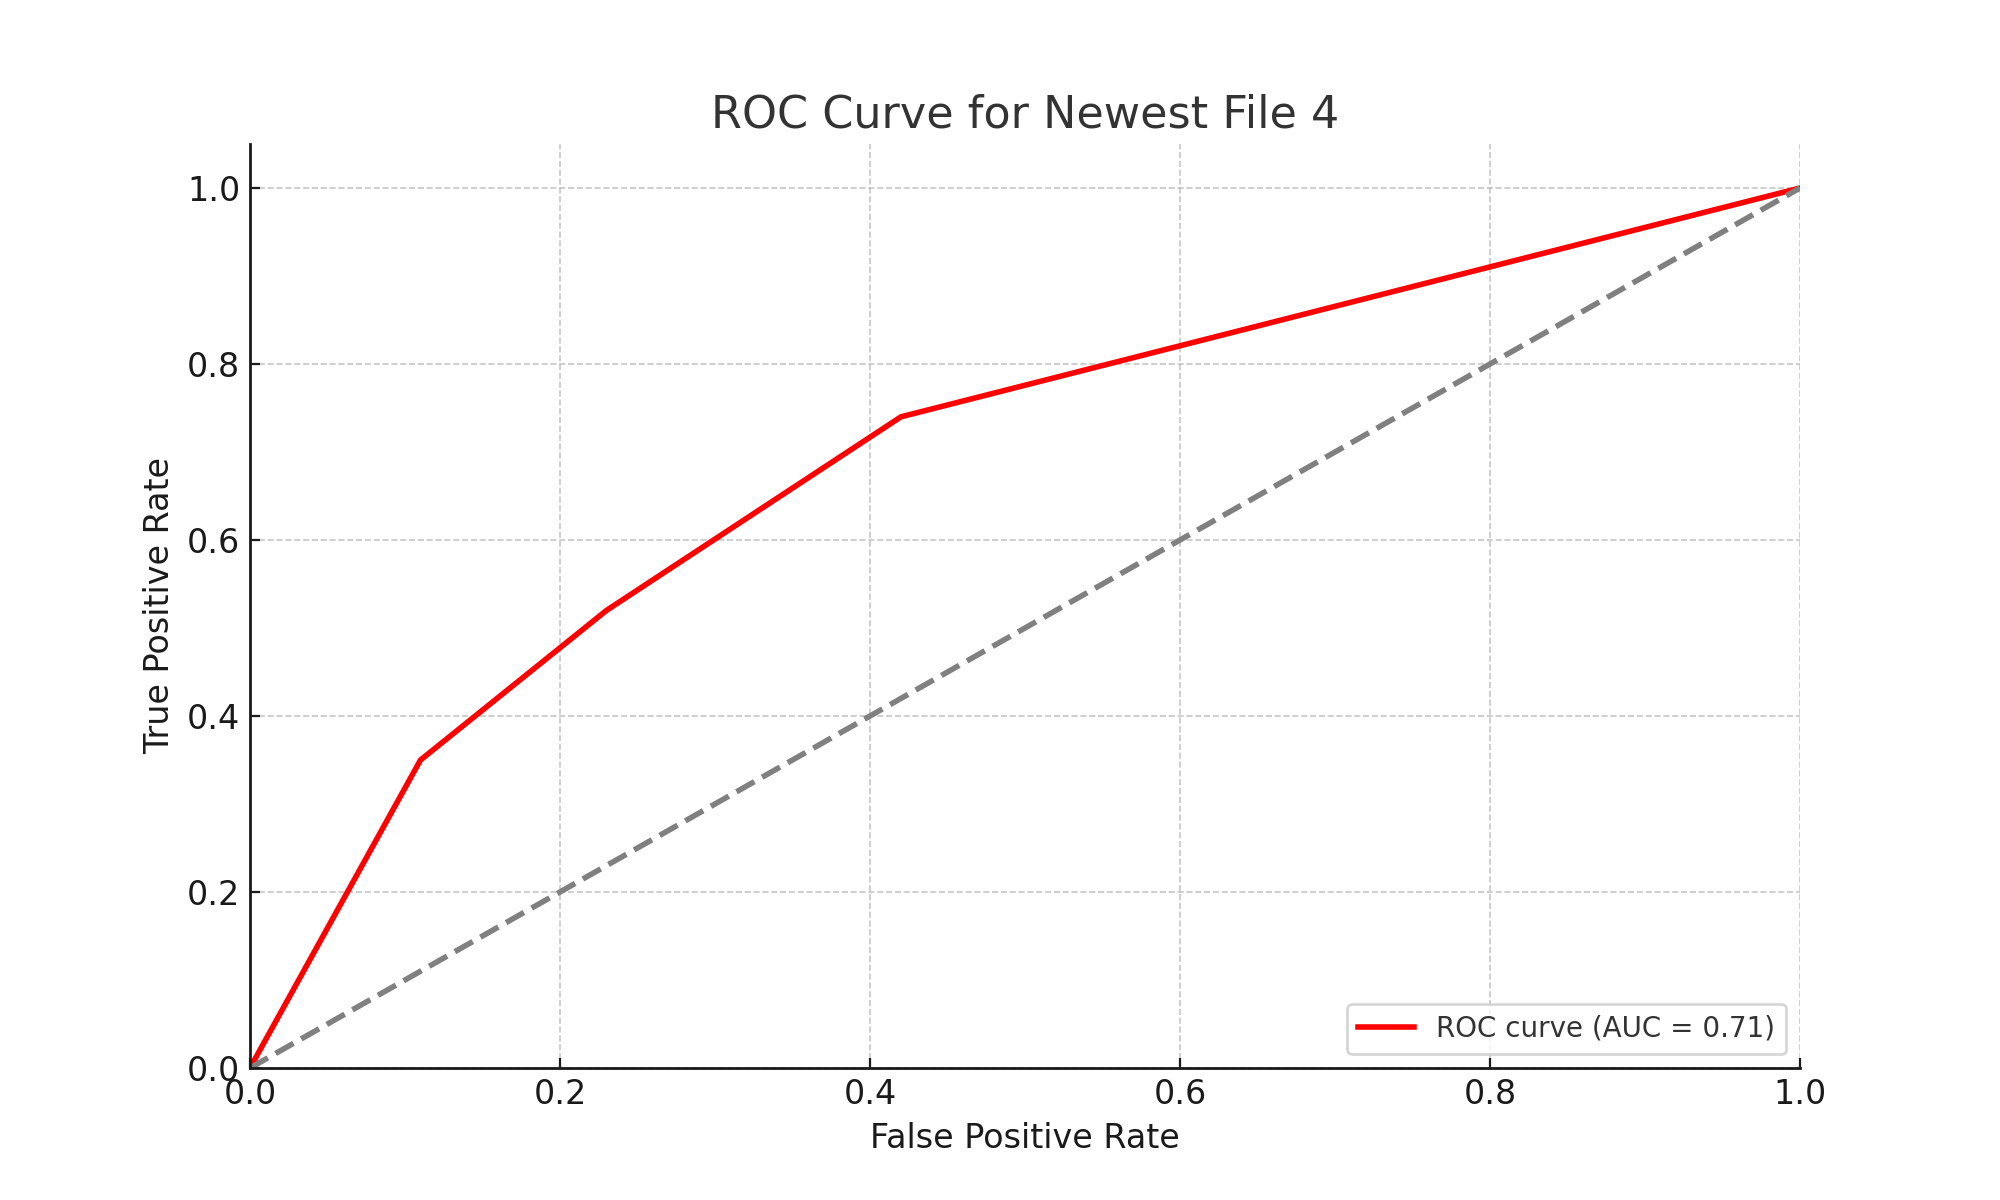 ROC Curve for Newest File 4
1.0
0.8
0.6
0.4
0.2
0.0
True Positive Rate
0.0 0.2 0.4 0.6 0.8 1.0
False Positive Rate
ROC curve (AUC = 0.71)